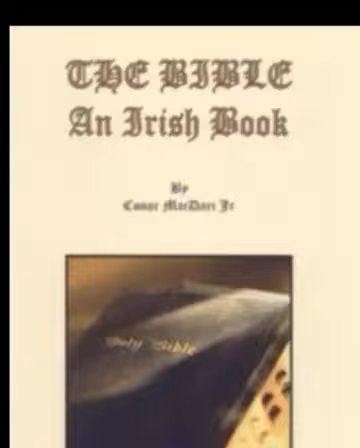 THE BIBLE
An Irish Book
By
Conor MacDari Jr
Holy Bible